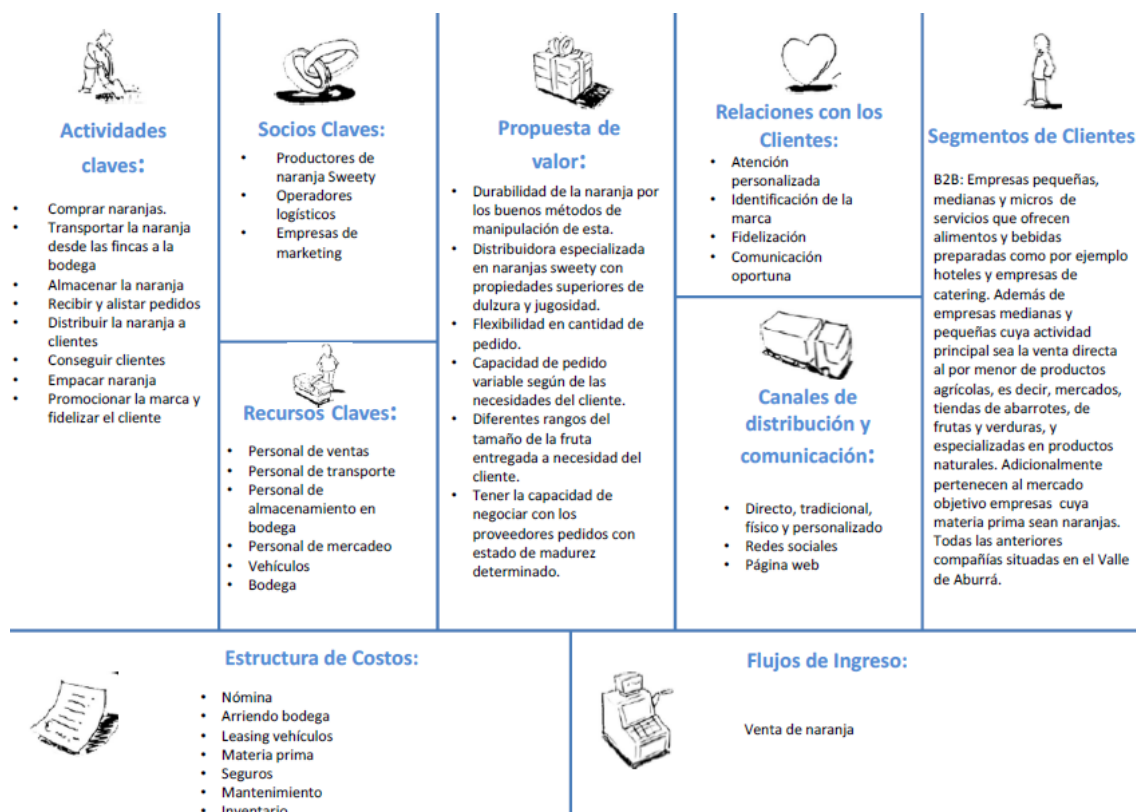 Actividades
claves:
• Comprar naranjas.
• Transportar la naranja
desde las fincas a la
bodega
• Almacenar la naranja
• Recibir y alistar pedidos
• Distribuir la naranja a
clientes
• Conseguir clientes
• Empacar naranja
• Promocionar la marca y
fidelizar el cliente
Socios Claves:
• Productores de
naranja Sweety
• Operadores
logísticos
• Empresas de
marketing
Recursos Claves:
• Personal de ventas
• Personal de transporte
• Personal de
almacenamiento en
bodega
• Personal de mercadeo
• Vehículos
• Bodega
Propuesta de
valor:
• Durabilidad de la naranja por
los buenos métodos de
manipulación de esta.
• Distribuidora especializada
en naranjas sweety con
propiedades superiores de
dulzura y jugosidad.
• Flexibilidad en cantidad de
pedido.
• Capacidad de pedido
variable según de las
necesidades del cliente.
• Diferentes rangos del
tamaño de la fruta
entregada a necesidad del
cliente.
• Tener la capacidad de
negociar con los
proveedores pedidos con
estado de madurez
determinado.
Relaciones con los
Clientes:
• Atención
personalizada
• Identificación de la
marca
• Fidelización
• Comunicación
oportuna
Canales de
distribución y
comunicación:
• Directo, tradicional,
físico y personalizado
• Redes sociales
• Página web
Segmentos de Clientes
B2B: Empresas pequeñas,
medianas y micros de
servicios que ofrecen
alimentos y bebidas
preparadas como por ejemplo
hoteles y empresas de
catering. Además de
empresas medianas y
pequeñas cuya actividad
principal sea la venta directa
al por menor de productos
agrícolas, es decir, mercados,
tiendas de abarrotes, de
frutas y verduras, y
especializadas en productos
naturales. Adicionalmente
pertenecen al mercado
objetivo empresas cuya
materia prima sean naranjas.
Todas las anteriores
compañías situadas en el Valle
de Aburrá.
Estructura de Costos:
• Nómina
• Arriendo bodega
• Leasing vehículos
• Materia prima
• Seguros
• Mantenimiento
• Inventario
Flujos de Ingreso:
Venta de naranja